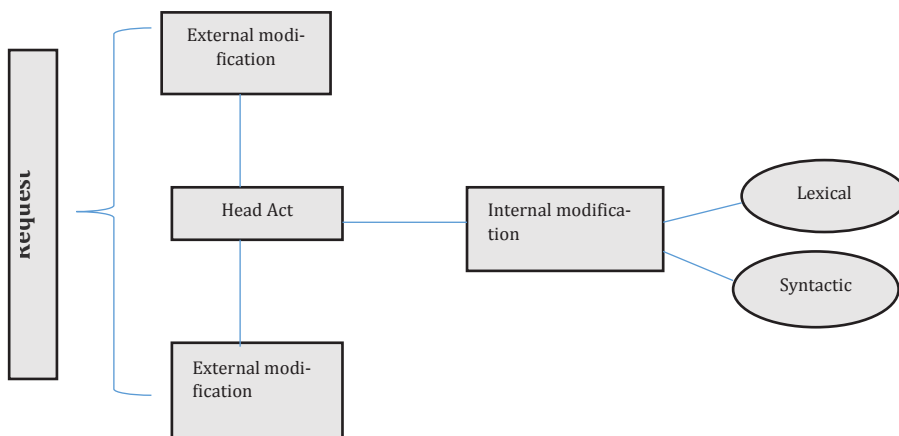 Request
External modi-
fication
Head Act
External modi-
fication
Internal modifica-
tion
Lexical
Syntactic